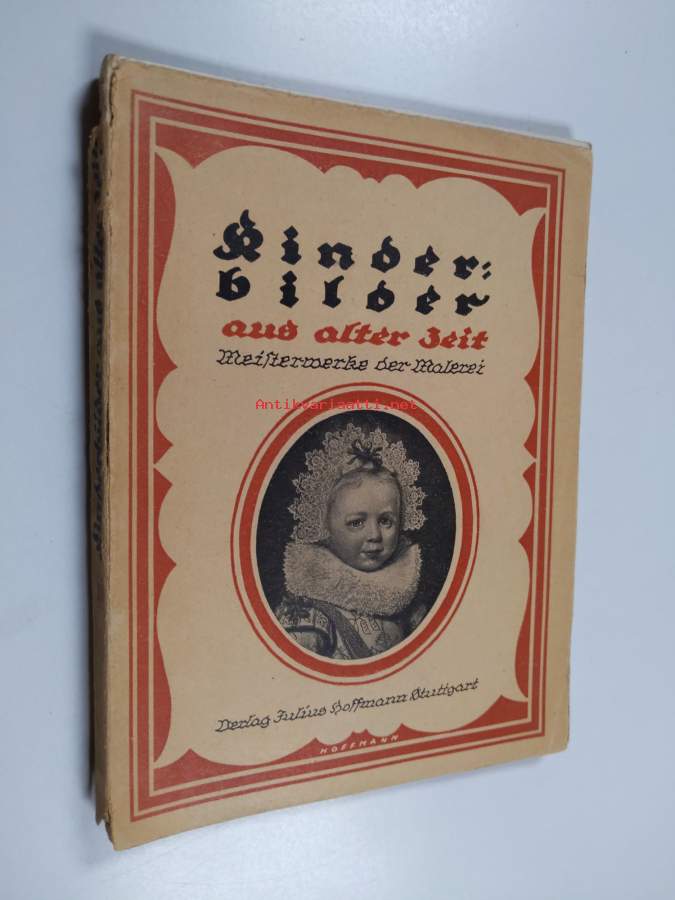 Kinder=
bilder
aus alter Zeit
Meisterwerke der Malerei
Antikvariaatti.net
Verlag Julius Hoffmann Stuttgart
HOFFMANN